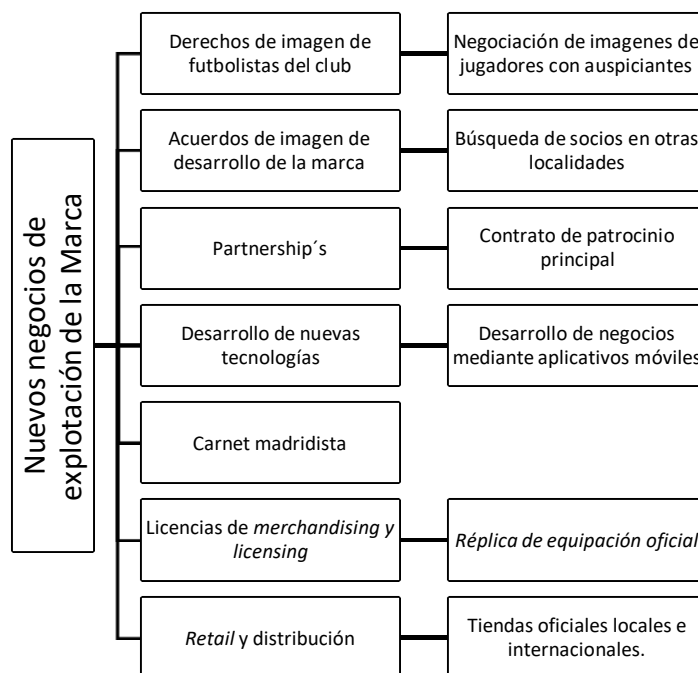 Nuevos negocios de
explotación de la Marca
Derechos de imagen de
futbolistas del club
Negociación de imagenes de
jugadores con auspiciantes
Acuerdos de imagen de
desarrollo de la marca
Búsqueda de socios en otras
localidades
Partnership´s
Contrato de patrocinio
principal
Desarrollo de nuevas
tecnologías
Desarrollo de negocios
mediante aplicativos móviles
Carnet madridista
Licencias de merchandising y
licensing
Réplica de equipación oficial
Retail y distribución
Tiendas oficiales locales e
internacionales.